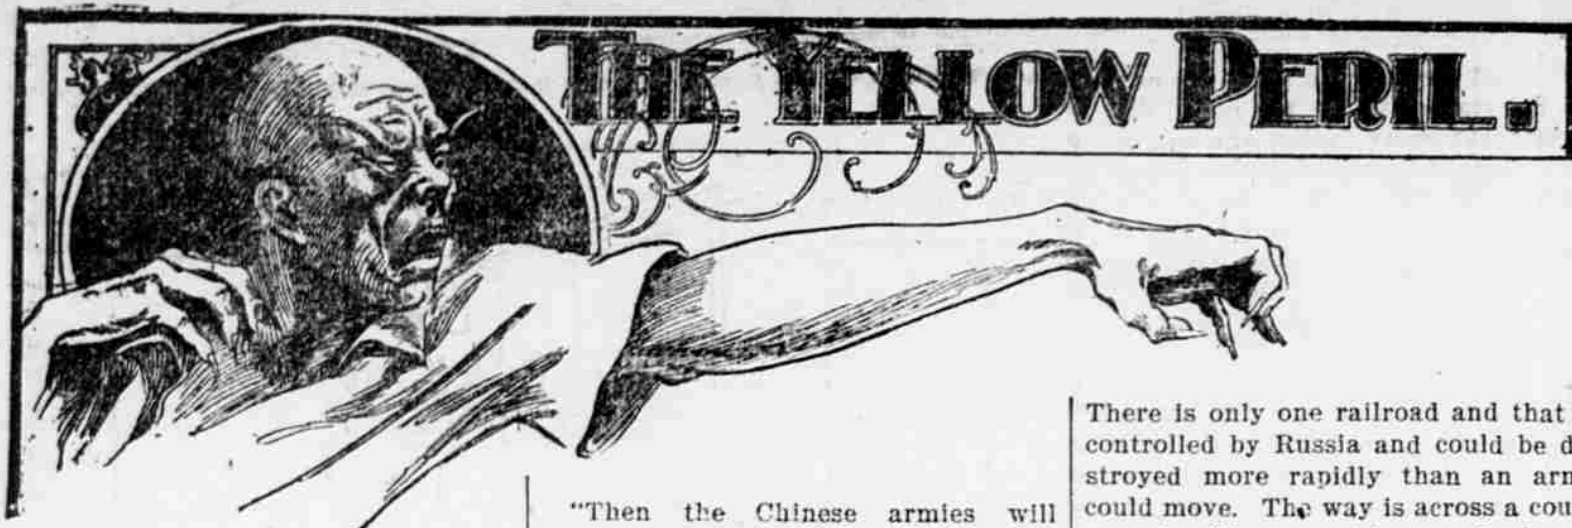 THE YELLOW PERIL.
"Then the Chinese armies will
There is only one railroad and that
controlled by Russia and could be d
stroyed more rapidly than an arm
could move. The way is across a cou